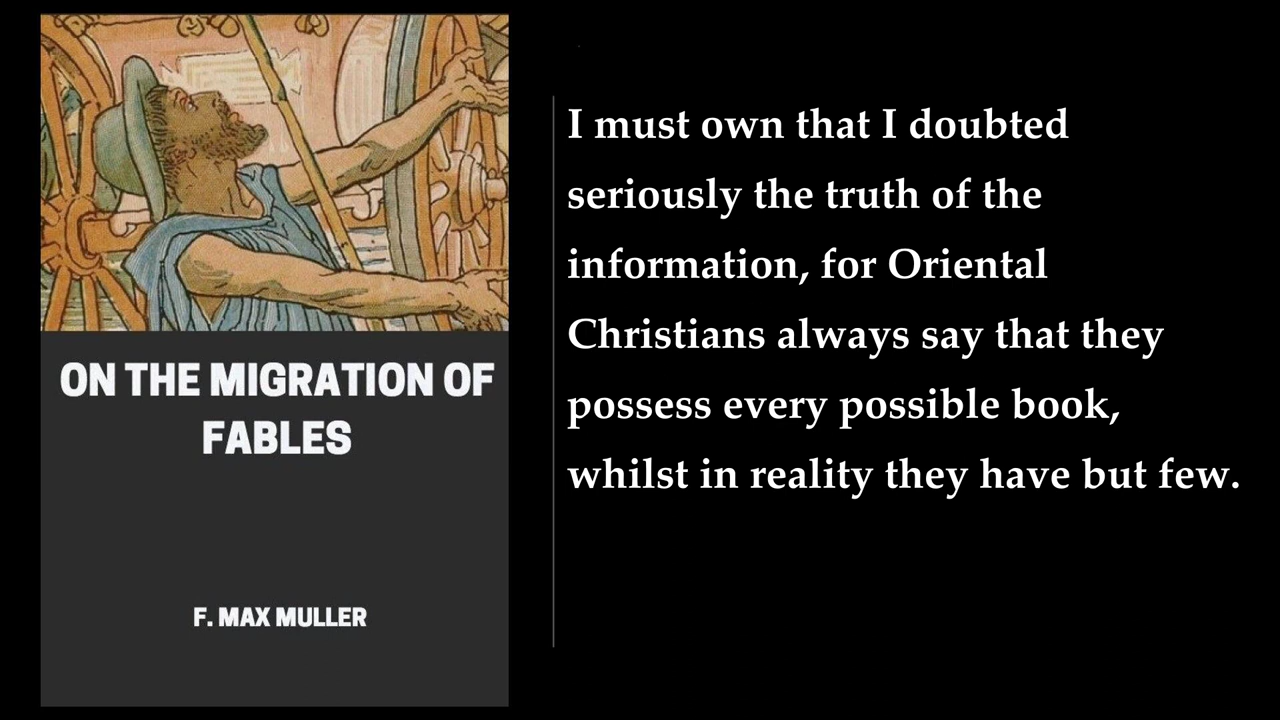 ON THE MIGRATION OF
FABLES
F. MAX MULLER
I must own that I doubted
seriously the truth of the
information, for Oriental
Christians always say that they
possess every possible book,
whilst in reality they have but few.